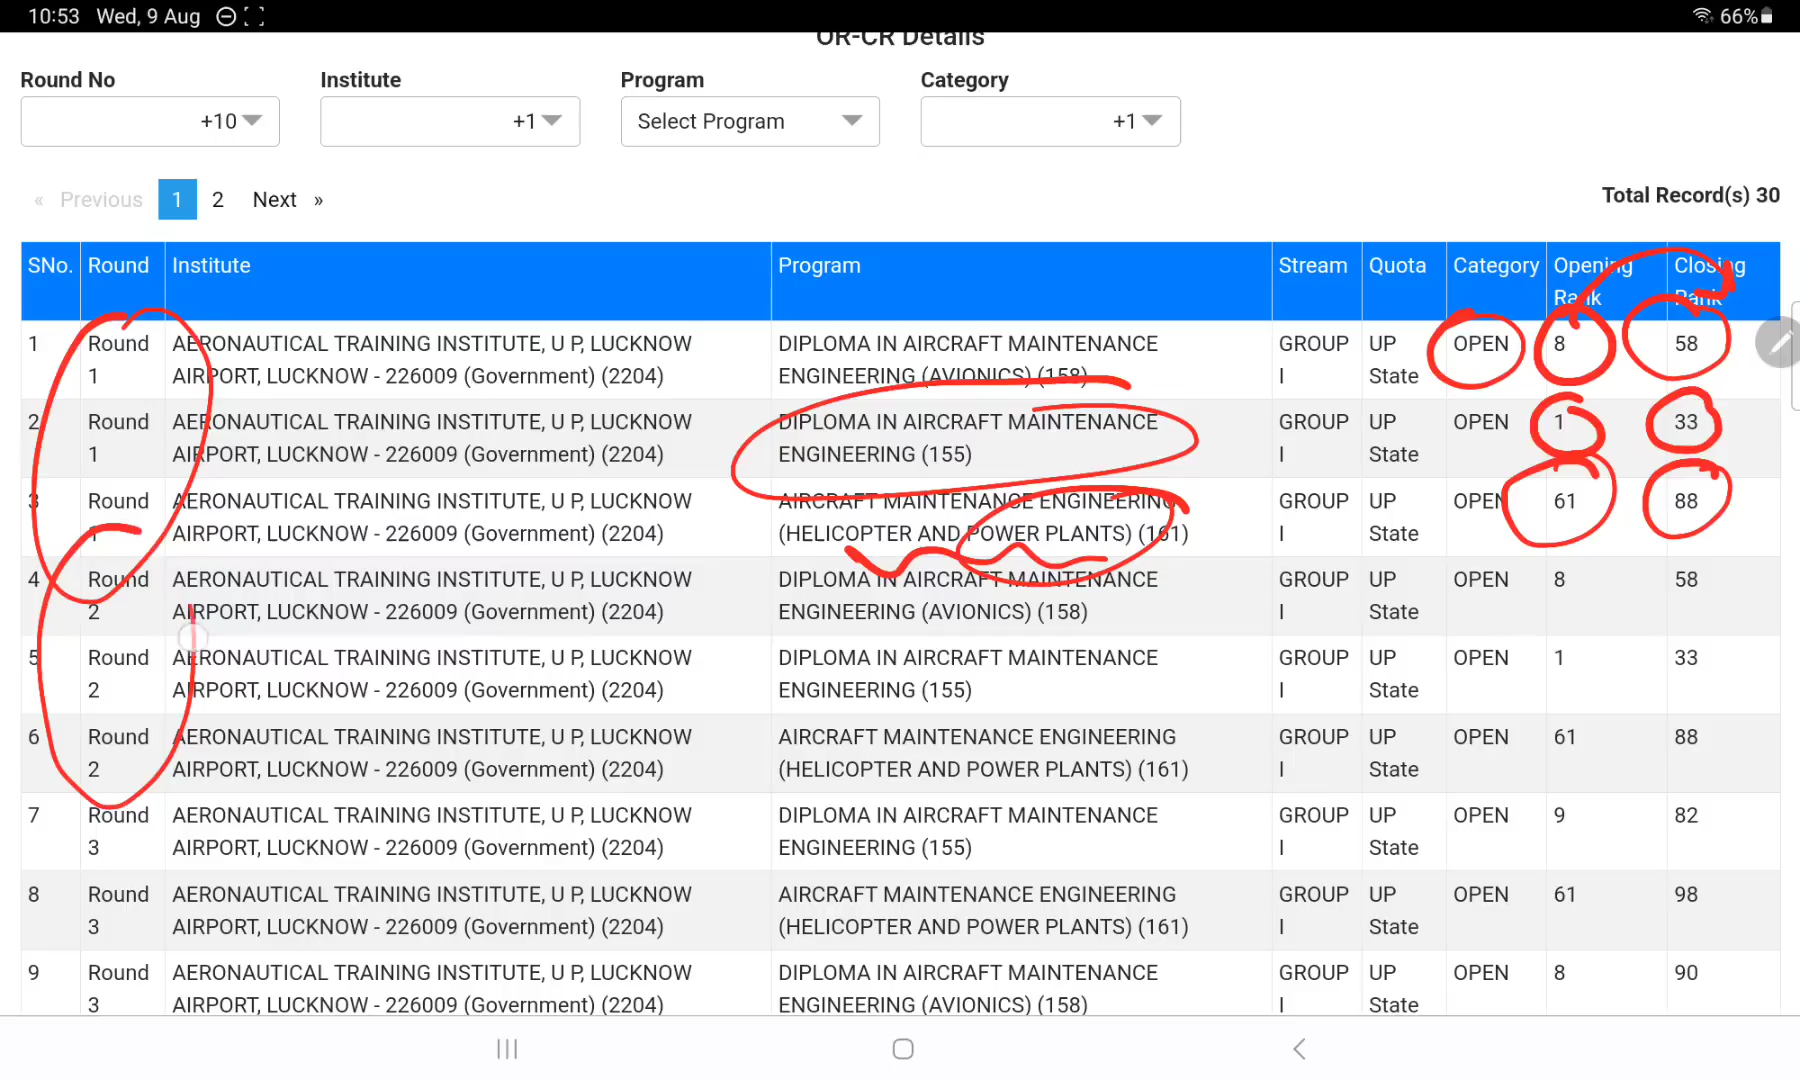 10:53 Wed, 9 Aug 66%
OR-CR Details
Round No Institute Program Category
+10 +1 Select Program +1
« Previous 1 2 Next » Total Record(s) 30
SNo. Round Institute Program Stream Quota Category Opening Closing
Rank Rank
1 Round AERONAUTICAL TRAINING INSTITUTE, U P, LUCKNOW DIPLOMA IN AIRCRAFT MAINTENANCE GROUP UP OPEN 8 58
1 AIRPORT, LUCKNOW - 226009 (Government) (2204) ENGINEERING (AVIONICS) (158) I State
2 Round AERONAUTICAL TRAINING INSTITUTE, U P, LUCKNOW DIPLOMA IN AIRCRAFT MAINTENANCE GROUP UP OPEN 1 33
1 AIRPORT, LUCKNOW - 226009 (Government) (2204) ENGINEERING (155) I State
3 Round AERONAUTICAL TRAINING INSTITUTE, U P, LUCKNOW AIRCRAFT MAINTENANCE ENGINEERING GROUP UP OPEN 61 88
1 AIRPORT, LUCKNOW - 226009 (Government) (2204) (HELICOPTER AND POWER PLANTS) (161) I State
4 Round AERONAUTICAL TRAINING INSTITUTE, U P, LUCKNOW DIPLOMA IN AIRCRAFT MAINTENANCE GROUP UP OPEN 8 58
2 AIRPORT, LUCKNOW - 226009 (Government) (2204) ENGINEERING (AVIONICS) (158) I State
5 Round AERONAUTICAL TRAINING INSTITUTE, U P, LUCKNOW DIPLOMA IN AIRCRAFT MAINTENANCE GROUP UP OPEN 1 33
2 AIRPORT, LUCKNOW - 226009 (Government) (2204) ENGINEERING (155) I State
6 Round AERONAUTICAL TRAINING INSTITUTE, U P, LUCKNOW AIRCRAFT MAINTENANCE ENGINEERING GROUP UP OPEN 61 88
2 AIRPORT, LUCKNOW - 226009 (Government) (2204) (HELICOPTER AND POWER PLANTS) (161) I State
7 Round AERONAUTICAL TRAINING INSTITUTE, U P, LUCKNOW DIPLOMA IN AIRCRAFT MAINTENANCE GROUP UP OPEN 9 82
3 AIRPORT, LUCKNOW - 226009 (Government) (2204) ENGINEERING (155) I State
8 Round AERONAUTICAL TRAINING INSTITUTE, U P, LUCKNOW AIRCRAFT MAINTENANCE ENGINEERING GROUP UP OPEN 61 98
3 AIRPORT, LUCKNOW - 226009 (Government) (2204) (HELICOPTER AND POWER PLANTS) (161) I State
9 Round AERONAUTICAL TRAINING INSTITUTE, U P, LUCKNOW DIPLOMA IN AIRCRAFT MAINTENANCE GROUP UP OPEN 8 90
3 AIRPORT, LUCKNOW - 226009 (Government) (2204) ENGINEERING (AVIONICS) (158) I State